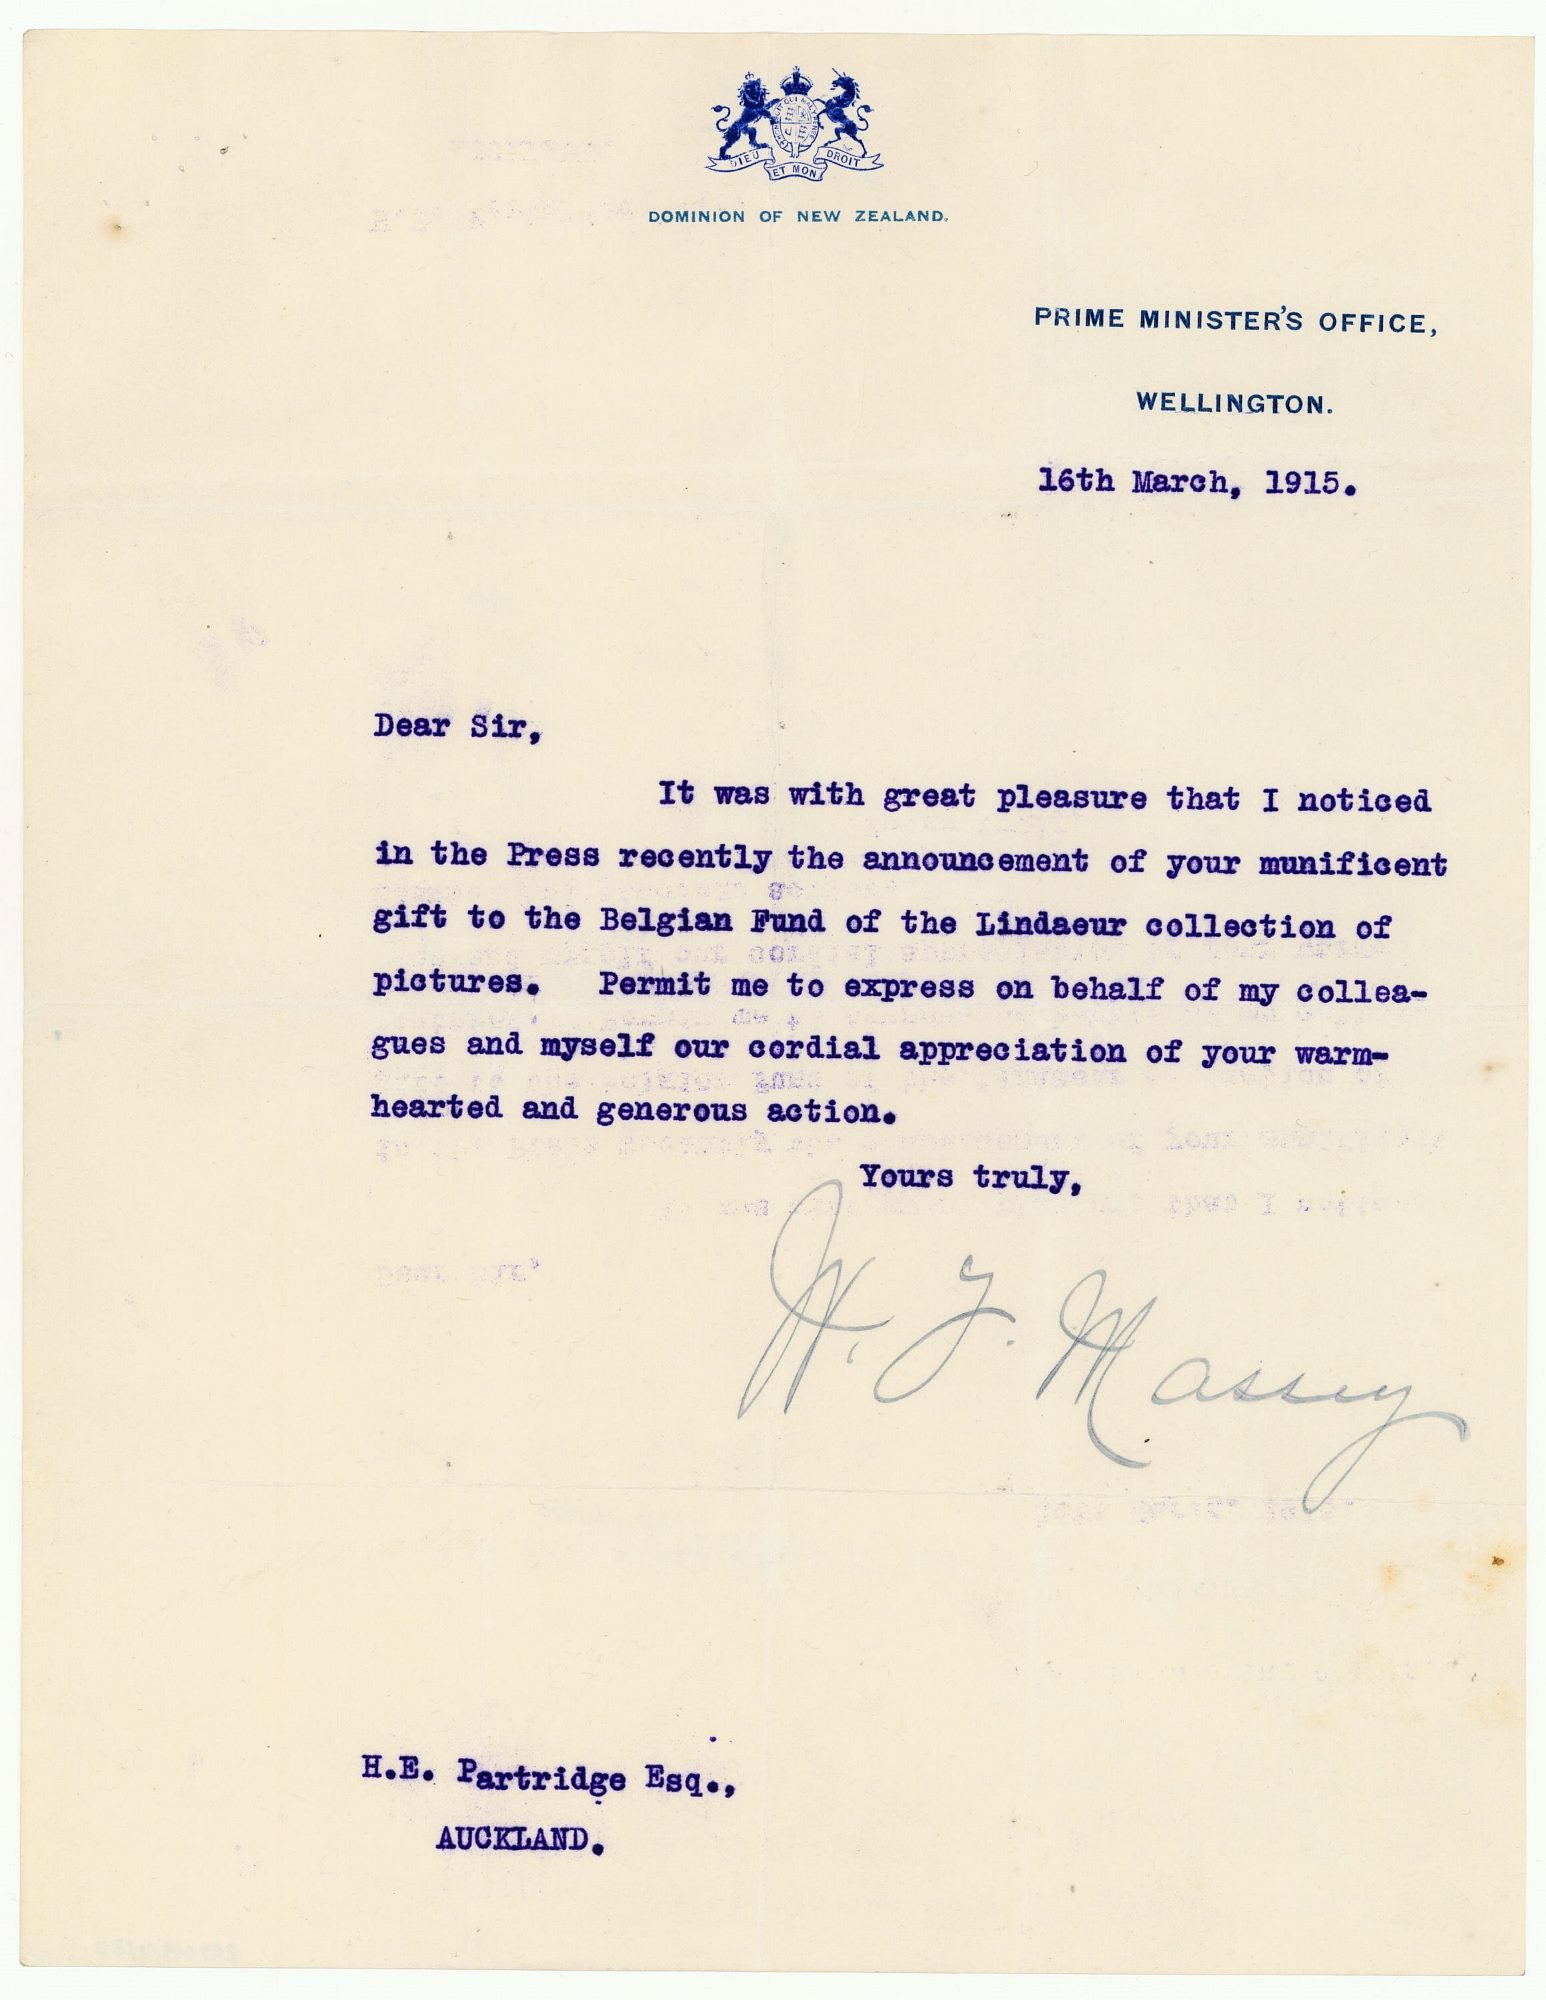 DIEU ET MON DROIT
DOMINION OF NEW ZEALAND.
PRIME MINISTER'S OFFICE,
WELLINGTON.
16th March, 1915.
Dear Sir,
It was with great pleasure that I noticed
in the Press recently the announcement of your munificent
gift to the Belgian Fund of the Lindaeur collection of
pictures. Permit me to express on behalf of my collea-
gues and myself our cordial appreciation of your warm-
hearted and generous action.
Yours truly,
W. F. Massey
H.E. Partridge Esq.,
AUCKLAND.